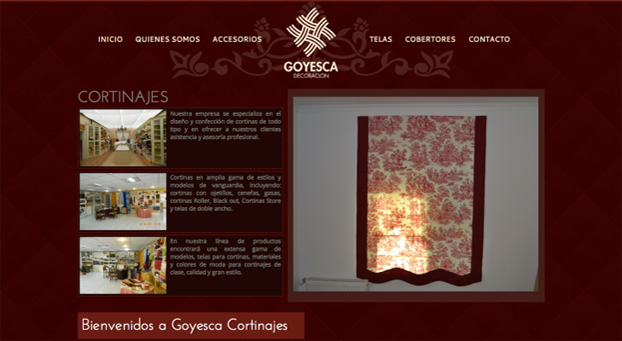 INICIO QUIENES SOMOS ACCESORIOS TELAS COBERTORES CONTACTO
GOYESCA
DECORACION
CORTINAJES
Nuestra empresa se especializa en el
diseño y confección de cortinas de todo
tipo y en ofrecer a nuestros clientes
asistencia y asesoría profesional.
Cortinas en amplia gama de estilos y
modelos de vanguardia, incluyendo:
cortinas con ojetillos, cenefas, gasas,
cortinas Roller, Black out, Cortinas Store
y telas de doble ancho.
En nuestra línea de productos
encontrará una extensa gama de
modelos, telas para cortinas, materiales
y colores de moda para cortinajes de
clase, calidad y gran estilo.
Bienvenidos a Goyesca Cortinajes